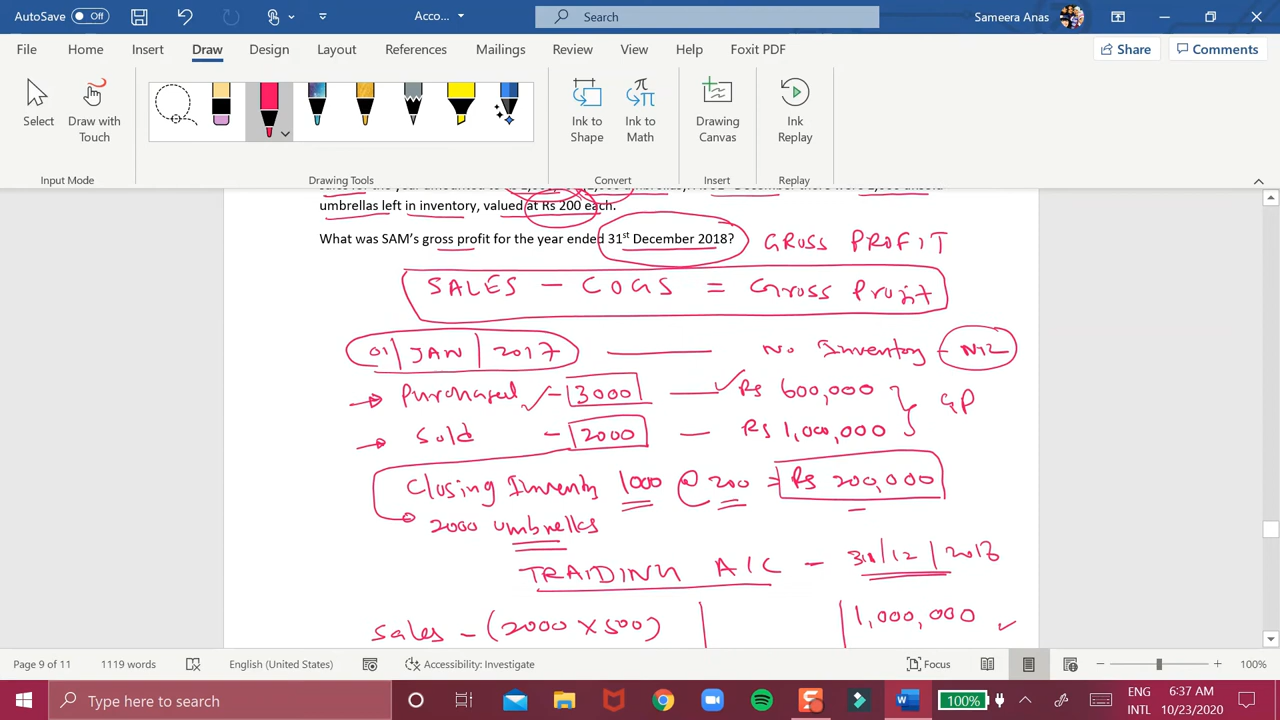 AutoSave Off Acco... Search Sameera Anas
File Home Insert Draw Design Layout References Mailings Review View Help Foxit PDF Share Comments
Select Draw with Touch Ink to Shape Ink to Math Drawing Canvas Ink Replay
Input Mode Drawing Tools Convert Insert Replay
umbrellas left in inventory, valued at Rs 200 each.
What was SAM's gross profit for the year ended 31st December 2018? GROSS PROFIT
SALES - COGS = Gross Profit
01 | JAN | 2017 No Inventory - NIL
Purchased - 3000 Rs 600,000 GP
Sold - 2000 - Rs 1,000,000
Closing Inventy 1000 @ 200 = Rs 200,000
2000 umbrellas
TRAIDING A/C - 31/12/2018
Sales - (2000 x 500) 1,000,000
Page 9 of 11 1119 words English (United States) Accessibility: Investigate Focus 100%
Type here to search 100% ENG INTL 6:37 AM 10/23/2020